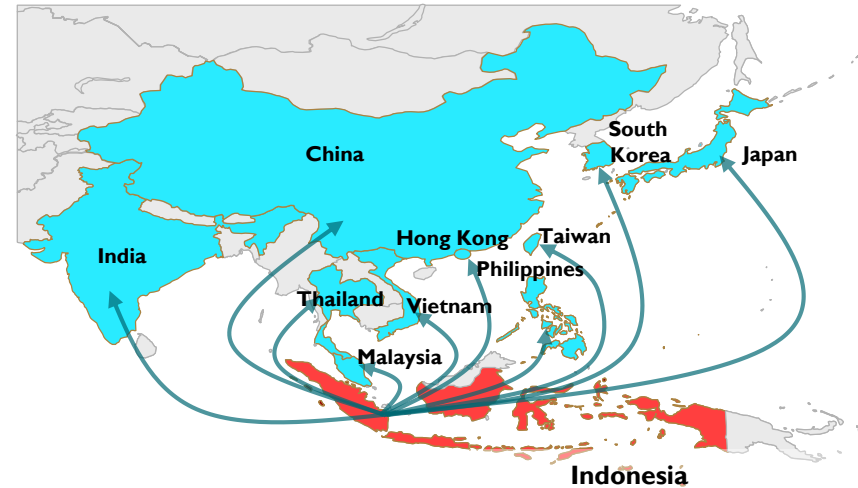 South
Korea
China
Japan
Hong Kong
Taiwan
India
Philippines
Thailand
Vietnam
Malaysia
Indonesia